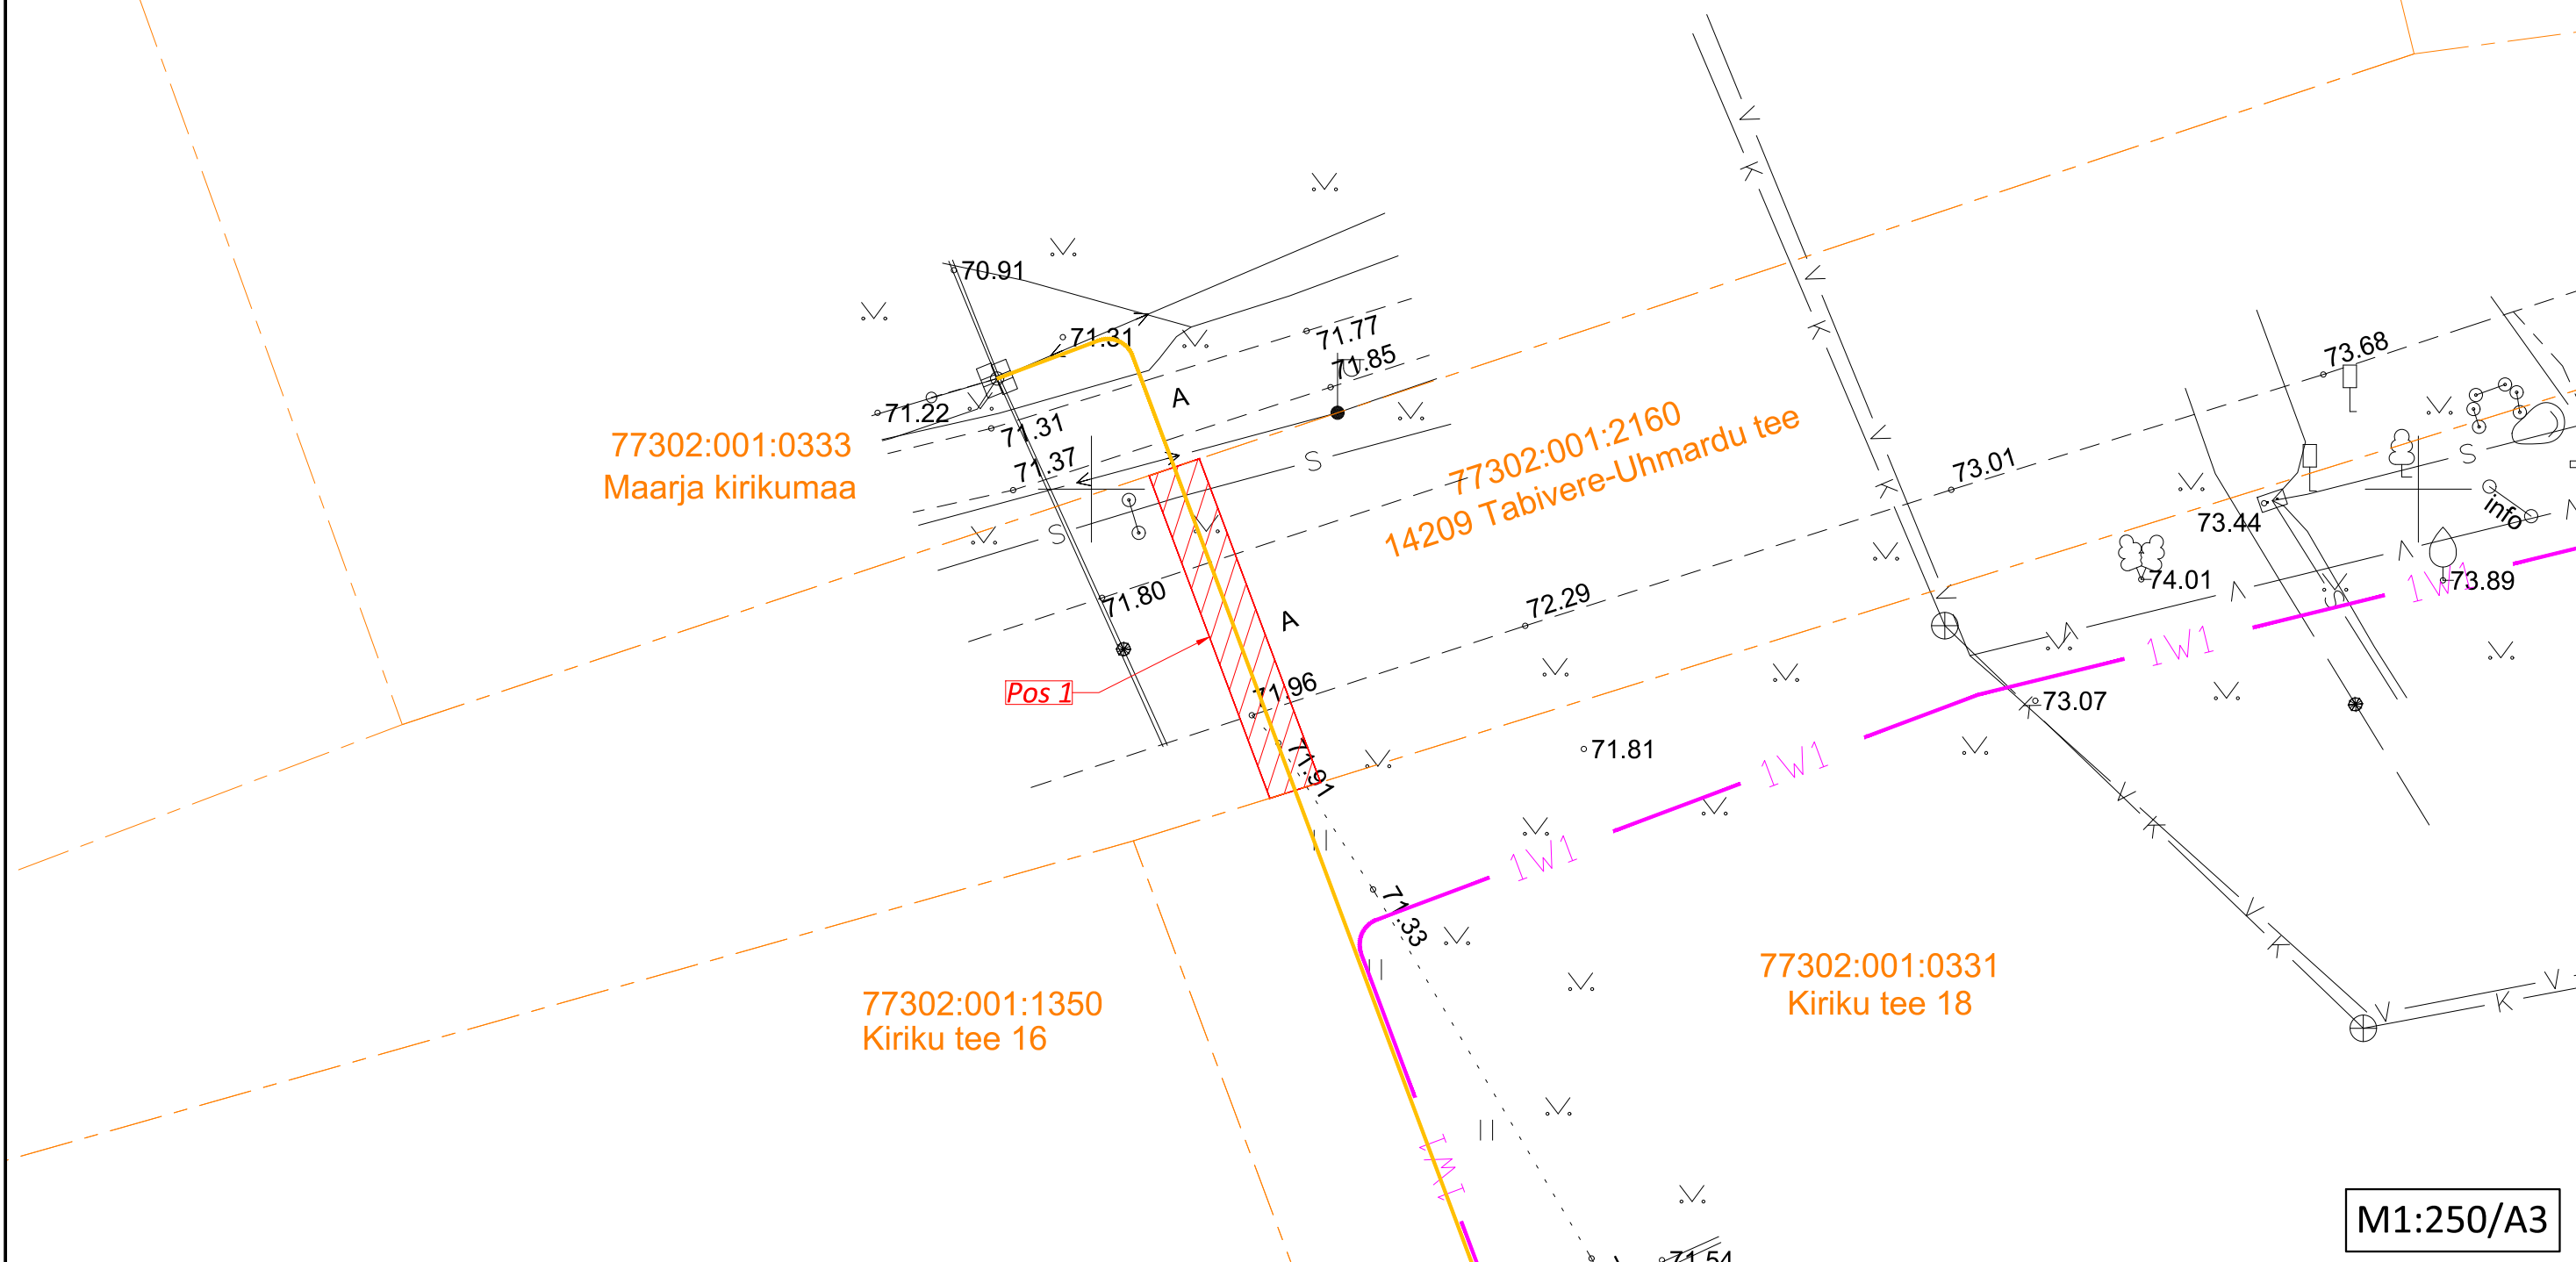 70.91
71.31
71.77
71.85
71.22
71.31
71.37
77302:001:0333
Maarja kirikumaa
77302:001:2160
14209 Tabivere-Uhmardu tee
A
S
S
71.80
A
Pos 1
71.96
71.91
72.29
73.01
73.68
73.44
info
74.01
73.89
S
S
V
K
V
K
V
K
V
1W1
1W1
1W1
1W1
73.07
71.81
71.33
K
V
K
V
K
V
K
V
77302:001:0331
Kiriku tee 18
77302:001:1350
Kiriku tee 16
1W1
71.54
M1:250/A3